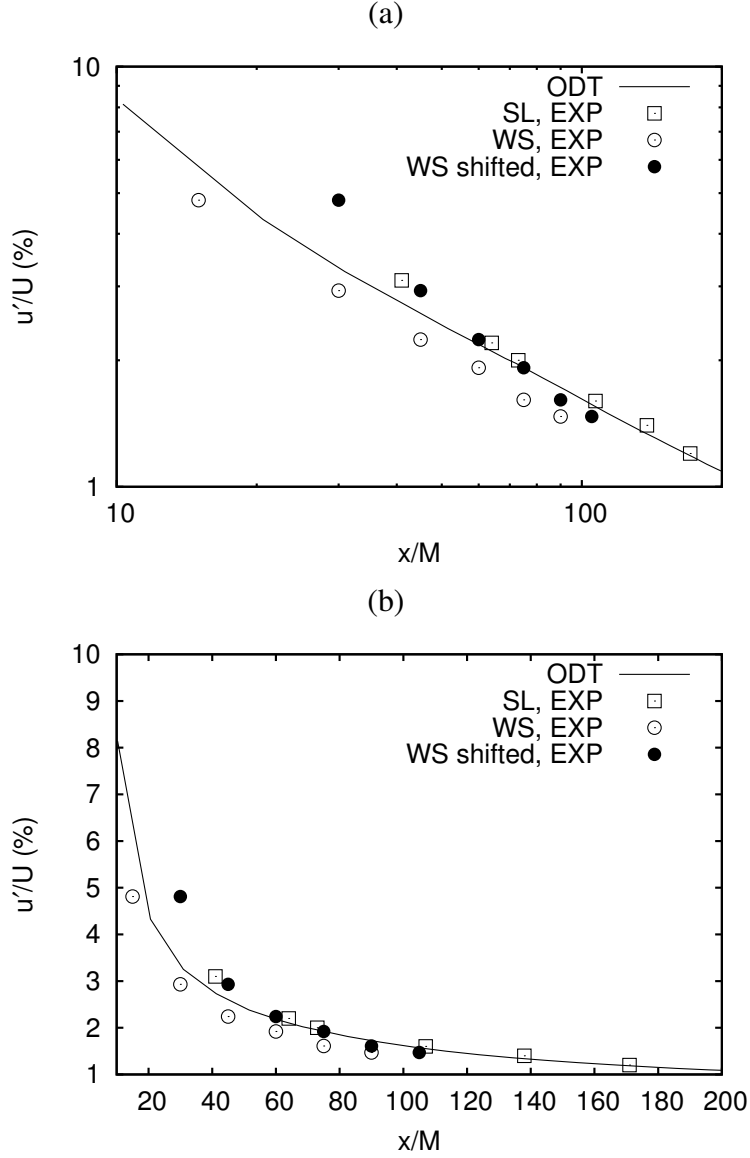 (a)
10
ODT
SL, EXP
WS, EXP
WS shifted, EXP
u'/U (%)
1
10
100
x/M
(b)
10
ODT
9
SL, EXP
WS, EXP
8
WS shifted, EXP
7
6
u'/U (%)
5
4
3
2
1
20 40 60 80 100 120 140 160 180 200
x/M